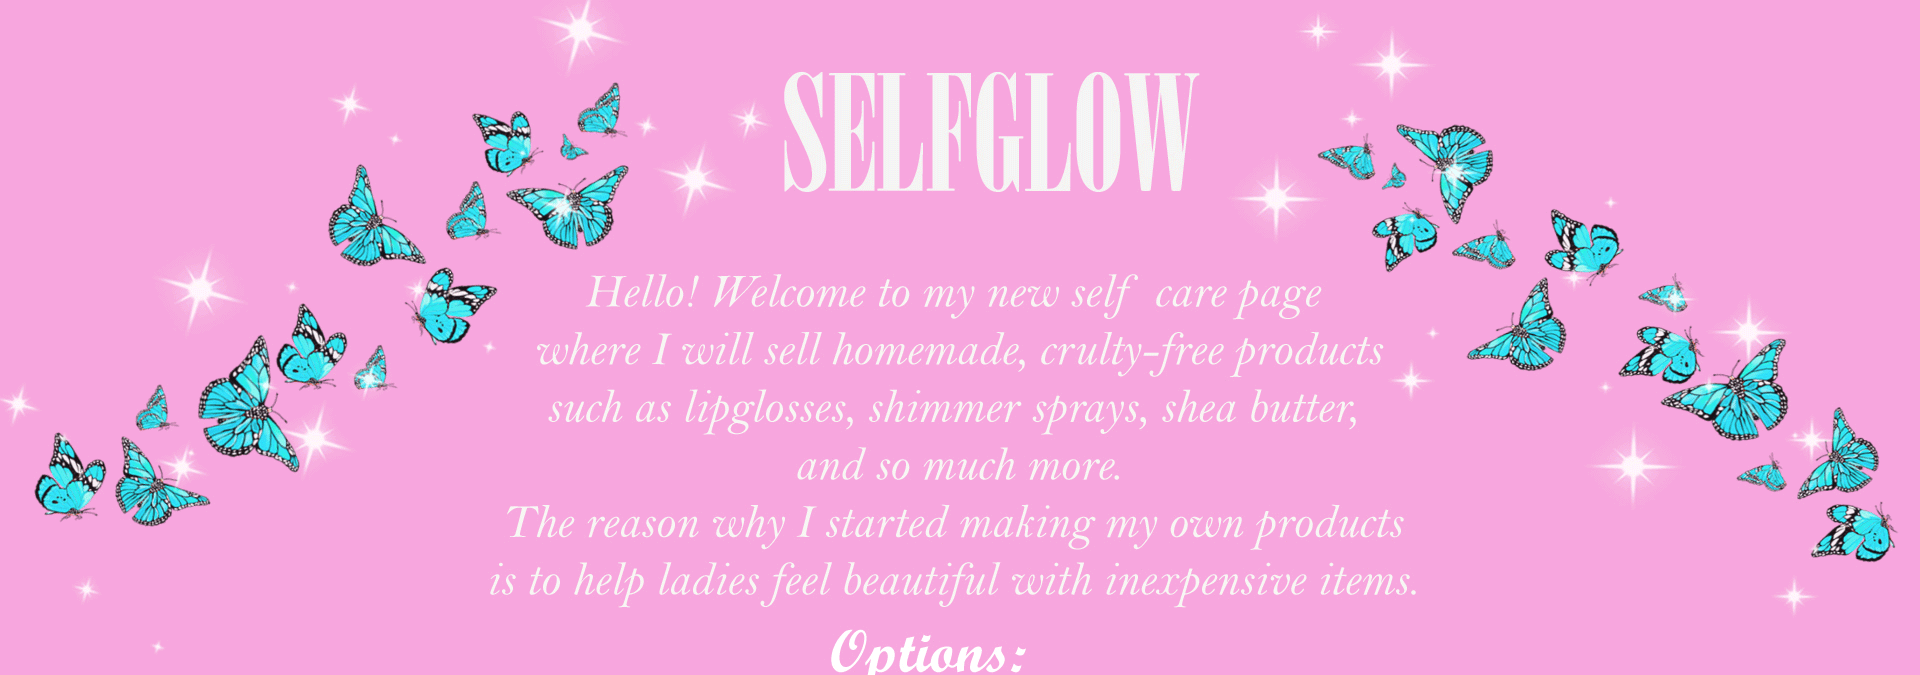 SELFGLOW
Hello! Welcome to my new self care page
where I will sell homemade, crulty-free products
such as lipglosses, shimmer sprays, shea butter,
and so much more.
The reason why I started making my own products
is to help ladies feel beautiful with inexpensive items.
Options: